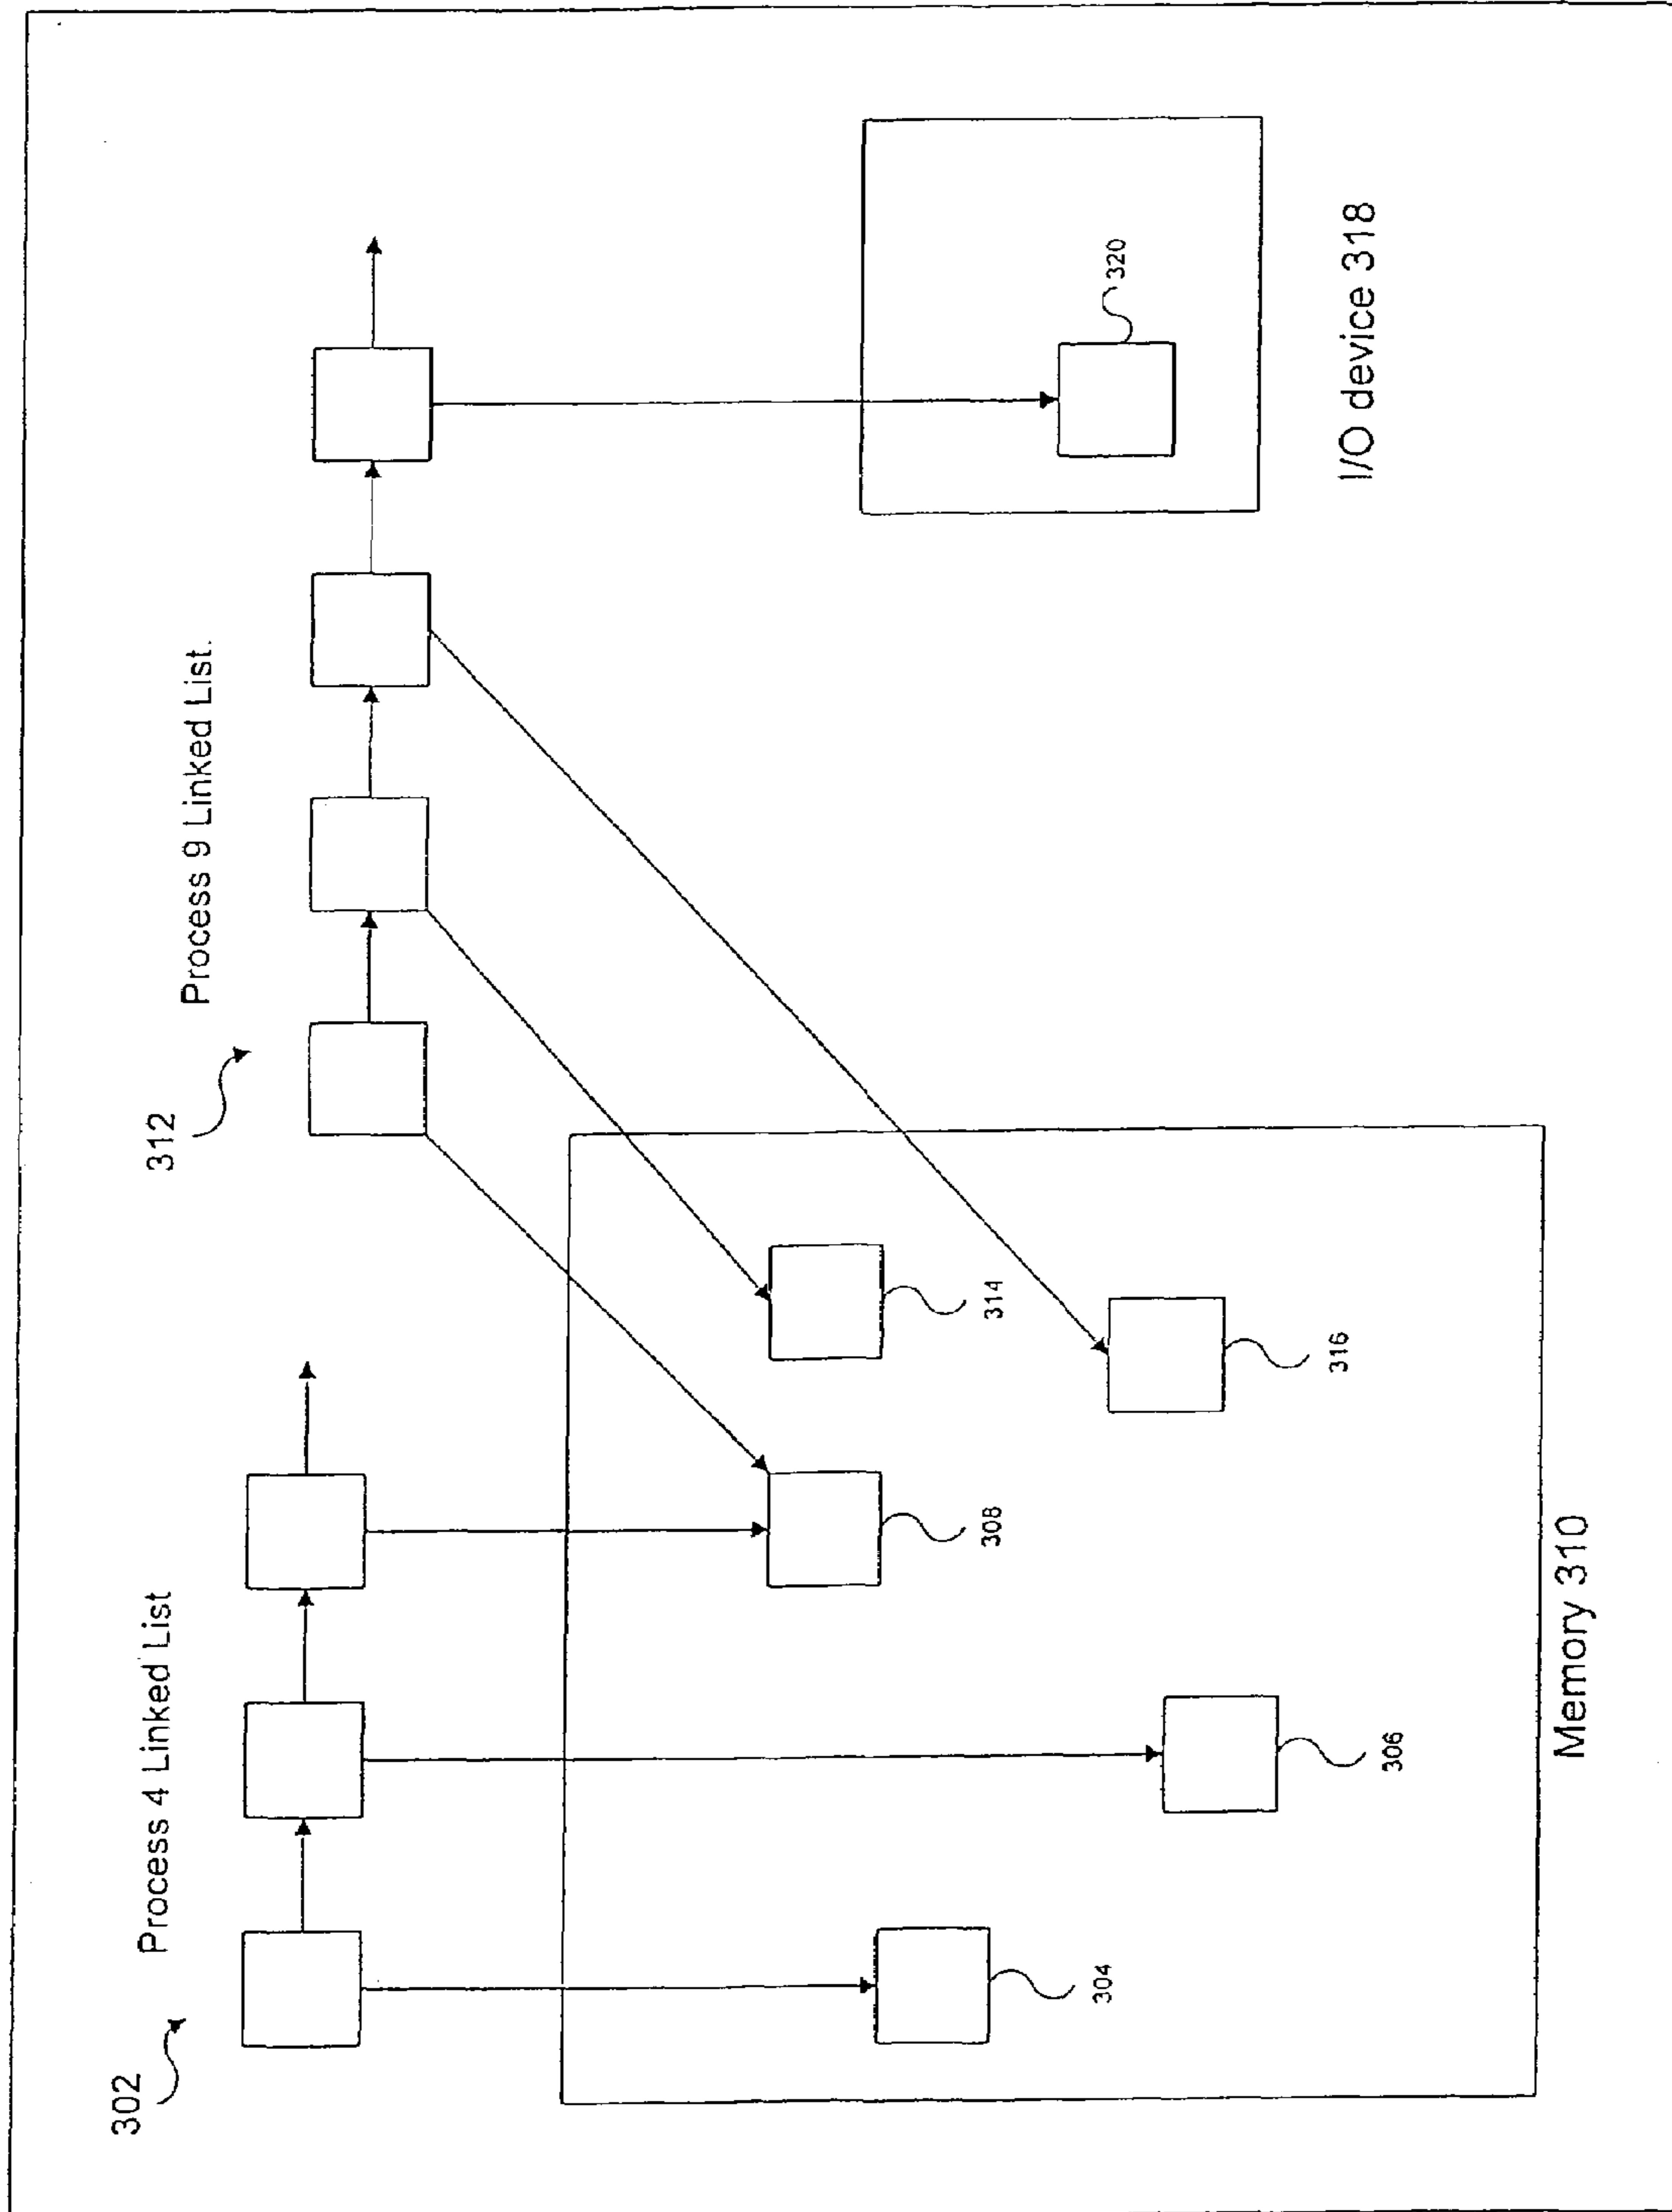 302
Process 4 Linked List
312
Process 9 Linked List.
304
306
308
314
316
320
Memory 310
I/O device 318